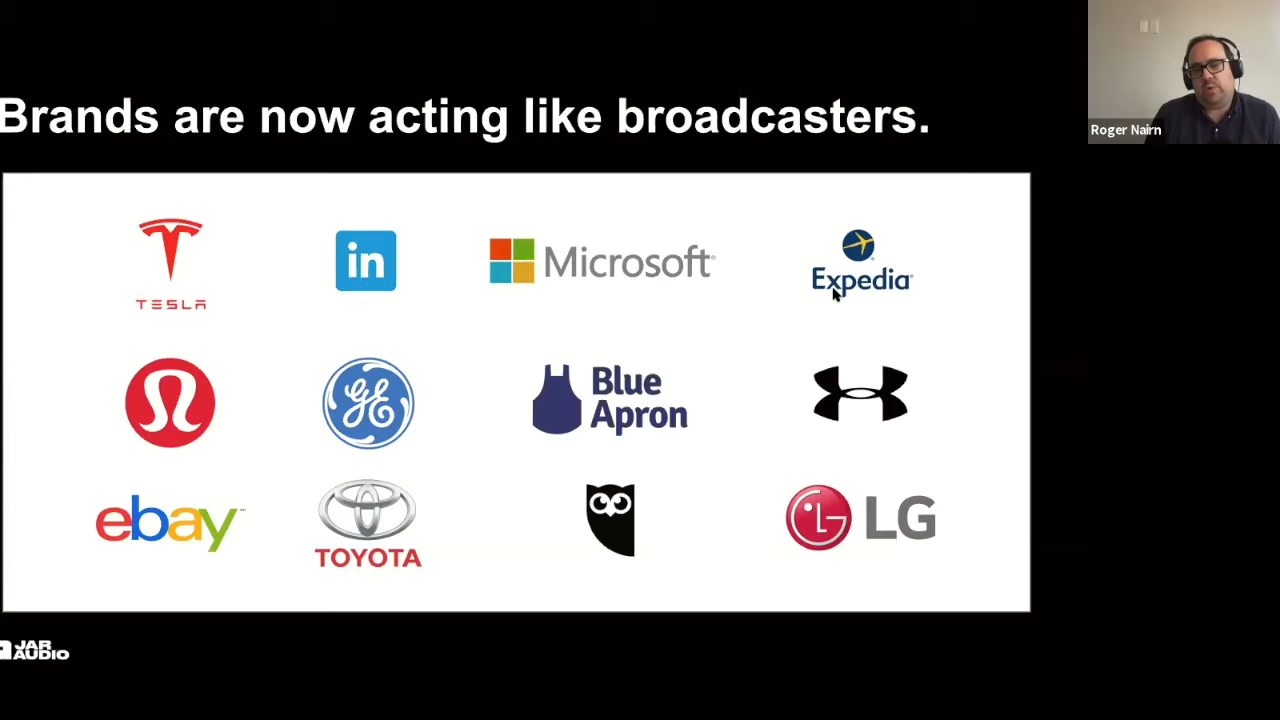 Brands are now acting like broadcasters.
Roger Nairn
TESLA
in
Microsoft
Expedia
GE
Blue
Apron
ebay
TOYOTA
LG
JAR
AUDIO